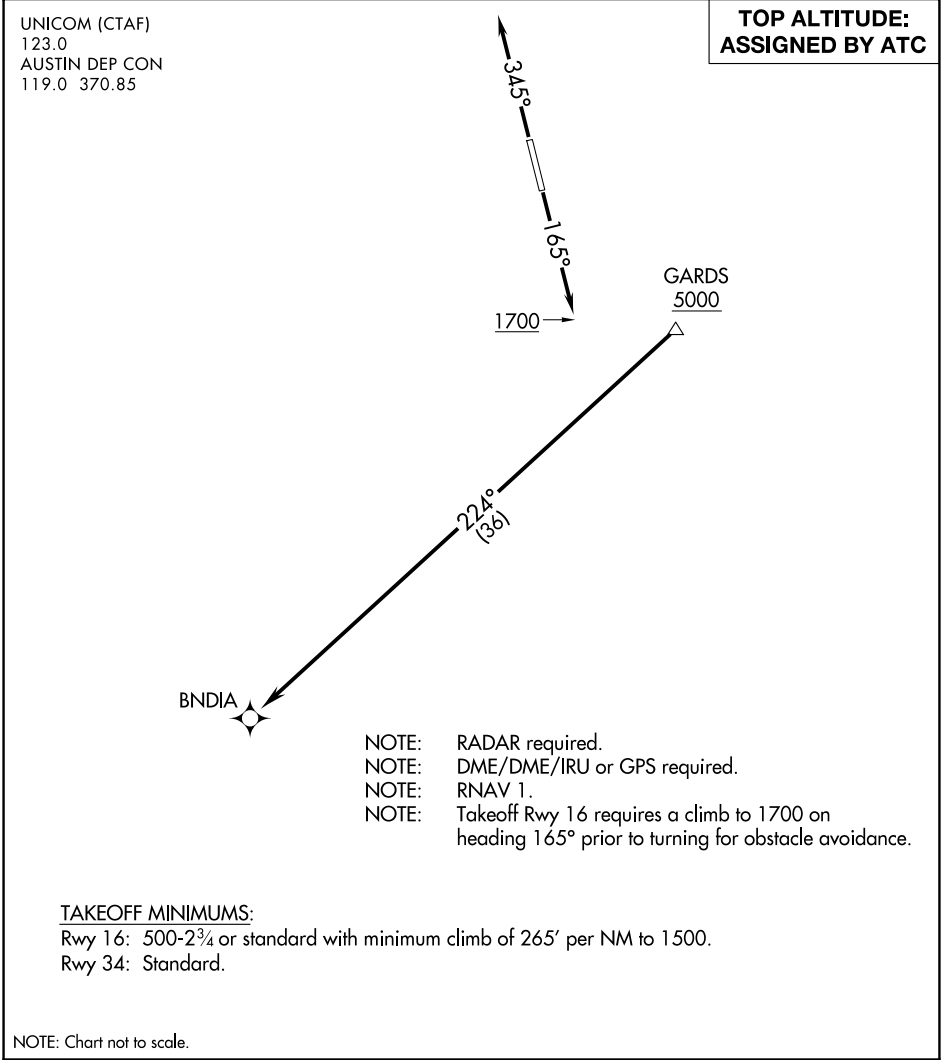 UNICOM (CTAF)
123.0
AUSTIN DEP CON
119.0 370.85
TOP ALTITUDE:
ASSIGNED BY ATC
345°
165°
GARDS
5000
1700
224°
(36)
BNDIA
NOTE: RADAR required.
NOTE: DME/DME/IRU or GPS required.
NOTE: RNAV 1.
NOTE: Takeoff Rwy 16 requires a climb to 1700 on
heading 165° prior to turning for obstacle avoidance.
TAKEOFF MINIMUMS:
Rwy 16: 500-2¾ or standard with minimum climb of 265' per NM to 1500.
Rwy 34: Standard.
NOTE: Chart not to scale.